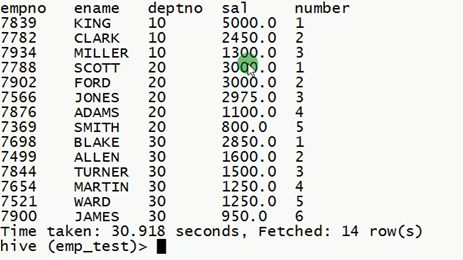 empno ename deptno sal number
7839 KING 10 5000.0 1
7782 CLARK 10 2450.0 2
7934 MILLER 10 1300.0 3
7788 SCOTT 20 3000.0 1
7902 FORD 20 3000.0 2
7566 JONES 20 2975.0 3
7876 ADAMS 20 1100.0 4
7369 SMITH 20 800.0 5
7698 BLAKE 30 2850.0 1
7499 ALLEN 30 1600.0 2
7844 TURNER 30 1500.0 3
7654 MARTIN 30 1250.0 4
7521 WARD 30 1250.0 5
7900 JAMES 30 950.0 6
Time taken: 30.918 seconds, Fetched: 14 row(s)
hive (emp_test)>